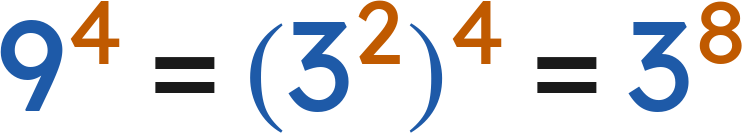 9⁴ = (3²)⁴ = 3⁸